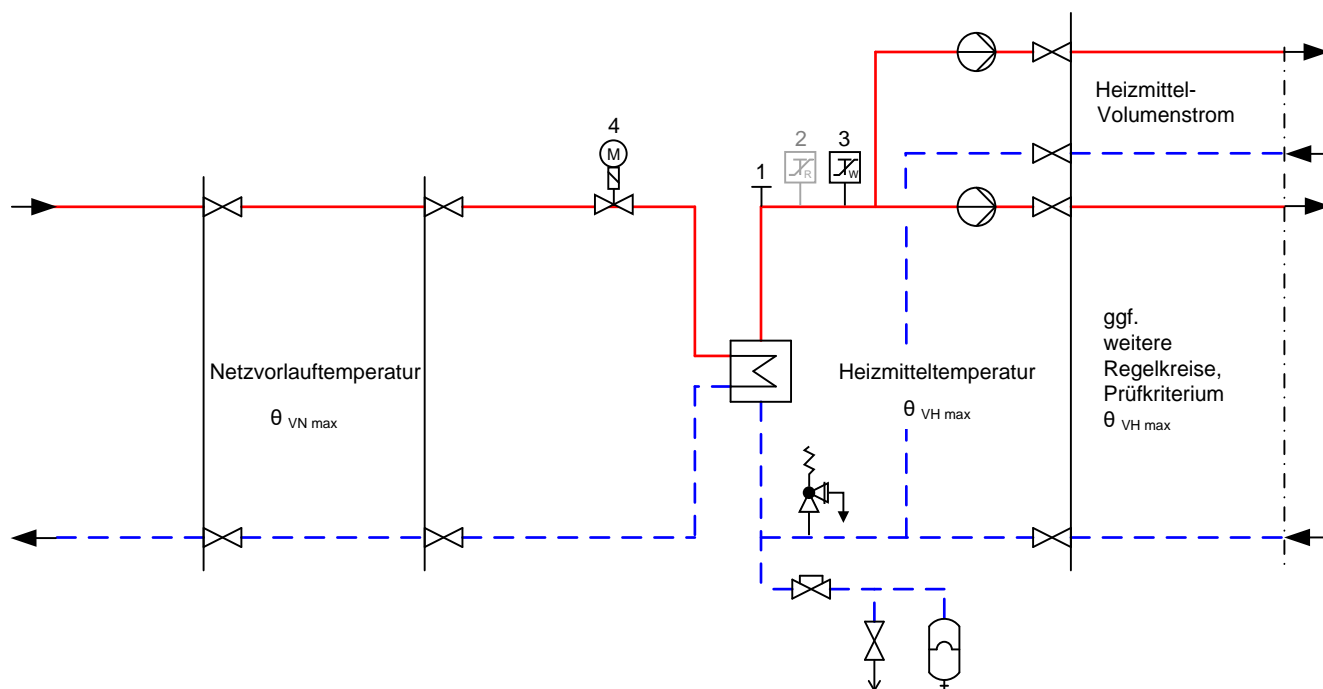 4
M
1
2
R
3
W
Heizmittel-
Volumenstrom
Netzvorlauftemperatur
θ VN max
Heizmitteltemperatur
θ VH max
ggf.
weitere
Regelkreise,
Prüfkriterium
θ VH max